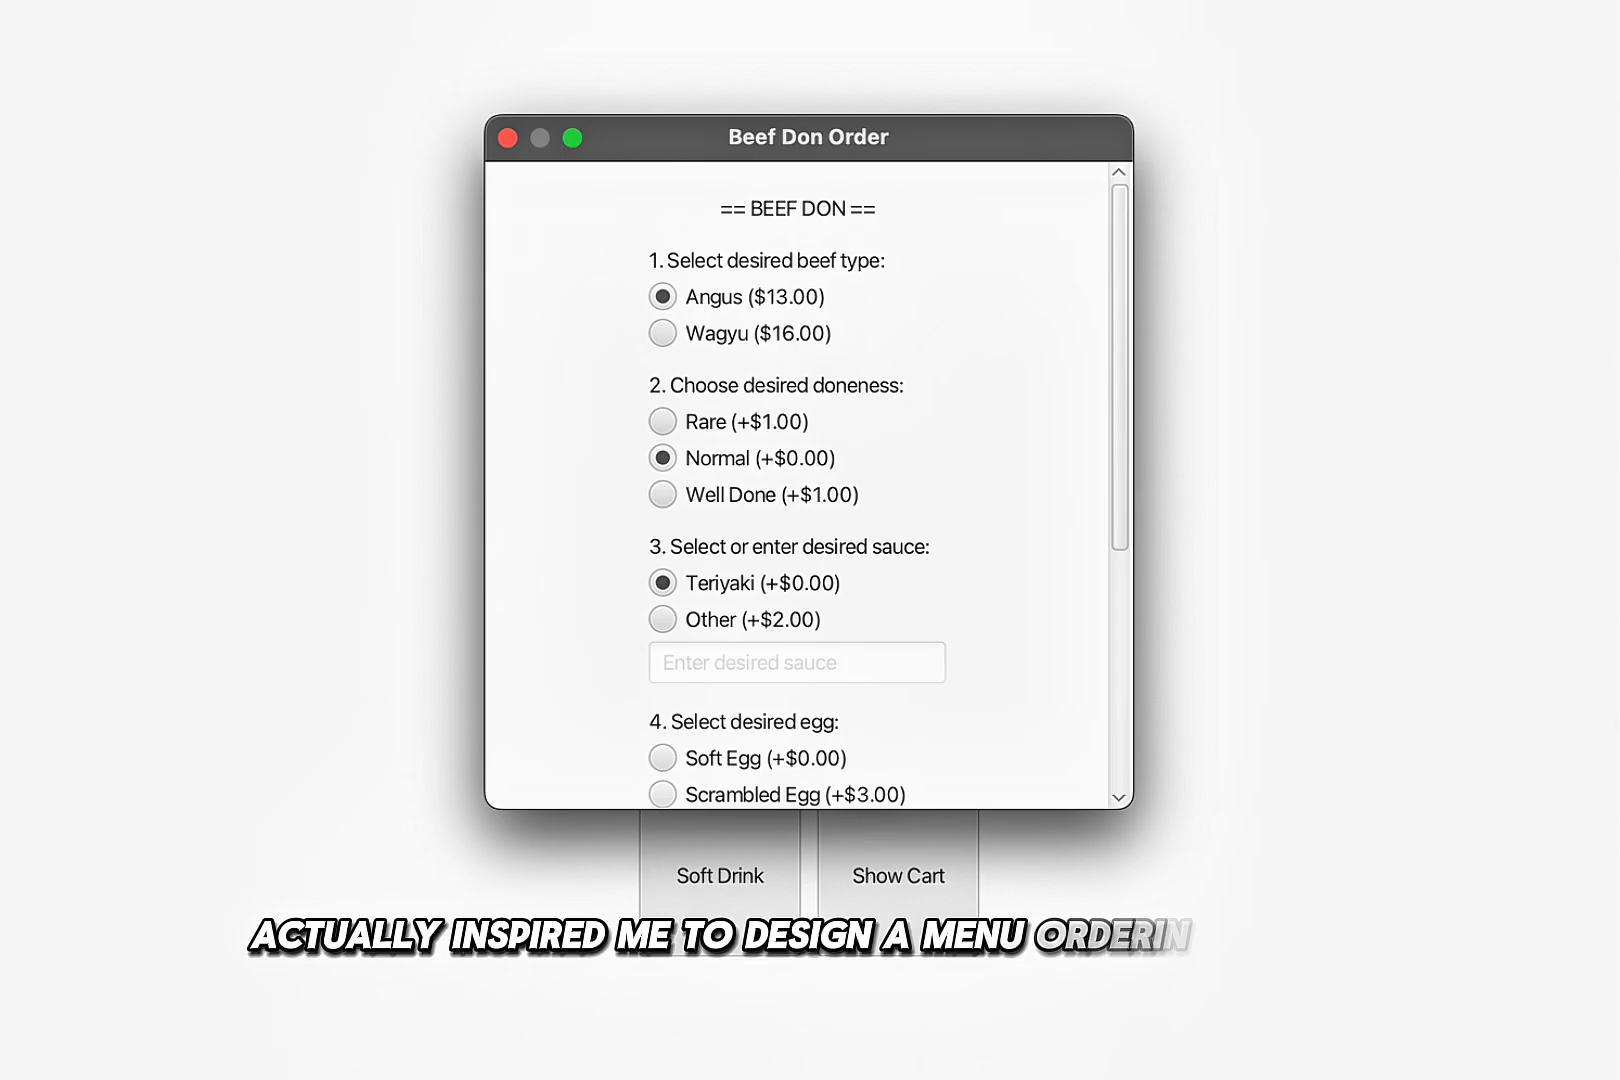 Beef Don Order
== BEEF DON ==
1. Select desired beef type:
Angus ($13.00)
Wagyu ($16.00)
2. Choose desired doneness:
Rare (+$1.00)
Normal (+$0.00)
Well Done (+$1.00)
3. Select or enter desired sauce:
Teriyaki (+$0.00)
Other (+$2.00)
Enter desired sauce
4. Select desired egg:
Soft Egg (+$0.00)
Scrambled Egg (+$3.00)
Soft Drink Show Cart
ACTUALLY INSPIRED ME TO DESIGN A MENU ORDERIN